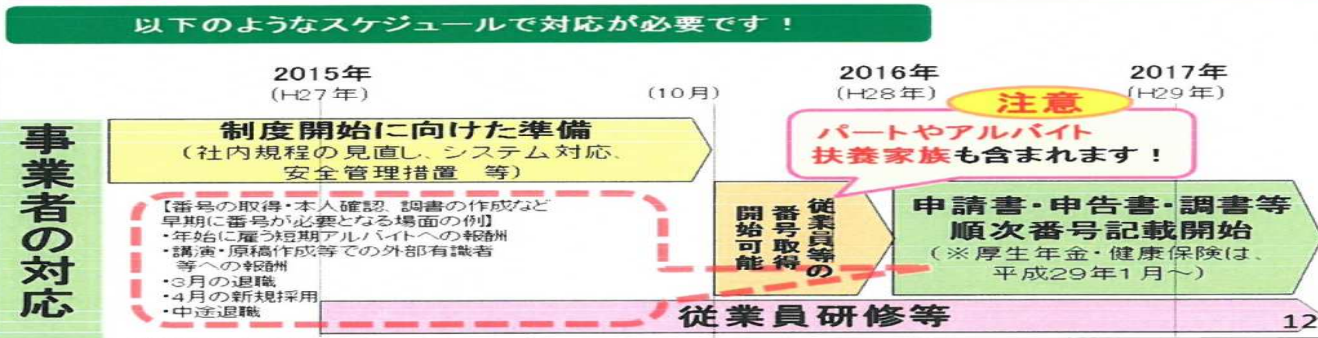 以下のようなスケジュールで対応が必要です！
2015年
(H27年)
(10月)
2016年
(H28年)
2017年
(H29年)
注意
パートやアルバイト
扶養家族も含まれます！
事業者の対応
制度開始に向けた準備
(社内規程の見直し、システム対応、
安全管理措置 等)
【番号の取得・本人確認、調書の作成など
早期に番号が必要となる場面の例】
・年始に雇う短期アルバイトへの報酬
・講演・原稿作成等での外部有識者
等への報酬
・3月の退職
・4月の新規採用
・中途退職
従業員等の
番号取得
開始可能
申請書・申告書・調書等
順次番号記載開始
(※厚生年金・健康保険は、
平成29年1月～)
従業員研修等
12